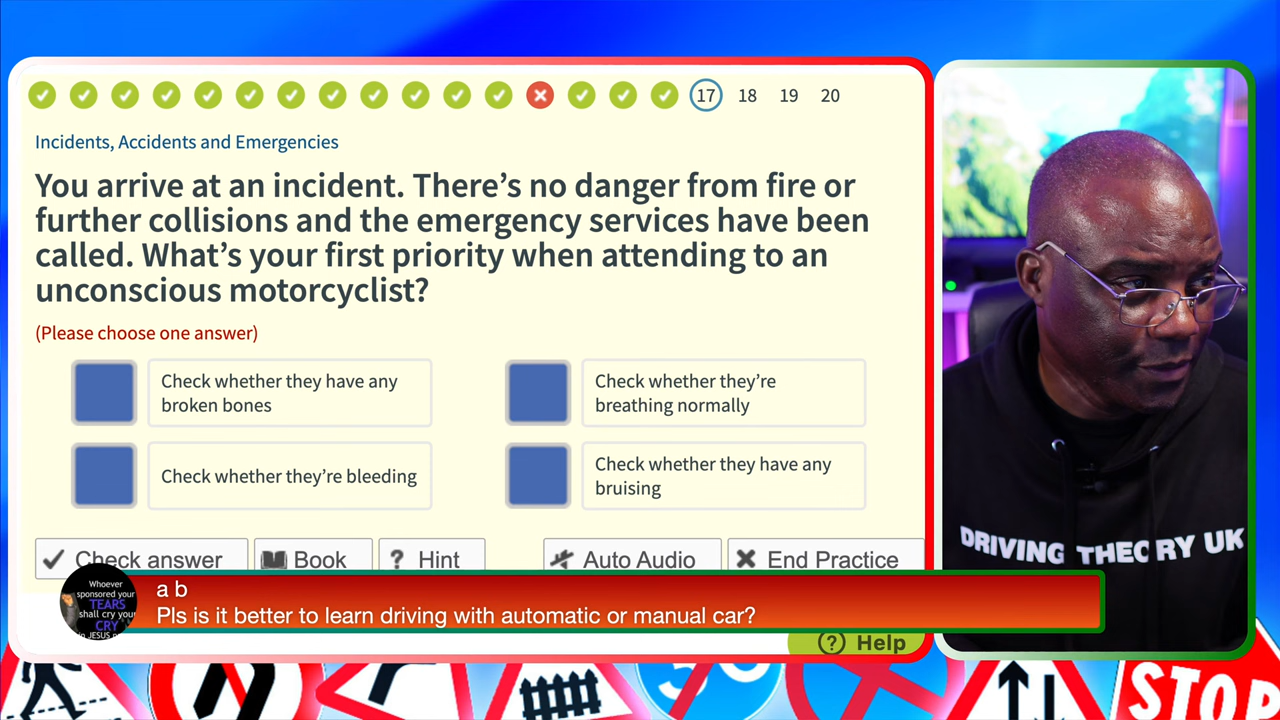 17 18 19 20
Incidents, Accidents and Emergencies
You arrive at an incident. There's no danger from fire or
further collisions and the emergency services have been
called. What's your first priority when attending to an
unconscious motorcyclist?
(Please choose one answer)
Check whether they have any
broken bones
Check whether they're
breathing normally
Check whether they're bleeding
Check whether they have any
bruising
Check answer
Book
? Hint
Auto Audio
End Practice
Whoever
sponsored your
TEARS
shall cry your
CRY
in JESUS
a b
Pls is it better to learn driving with automatic or manual car?
? Help
DRIVING THEORY UK
STOP